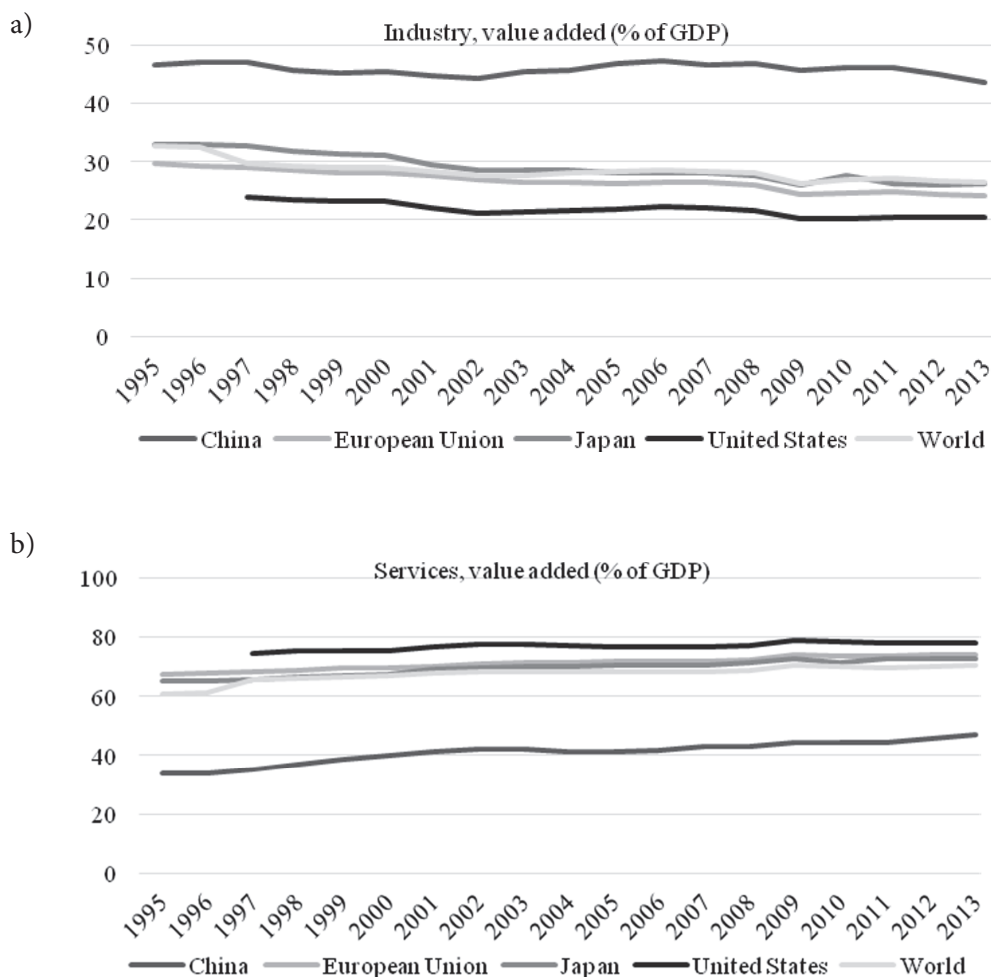 a)
Industry, value added (% of GDP)
50
40
30
20
10
0
1995 1996 1997 1998 1999 2000 2001 2002 2003 2004 2005 2006 2007 2008 2009 2010 2011 2012 2013
China European Union Japan United States World
b)
Services, value added (% of GDP)
100
80
60
40
20
0
1995 1996 1997 1998 1999 2000 2001 2002 2003 2004 2005 2006 2007 2008 2009 2010 2011 2012 2013
China European Union Japan United States World